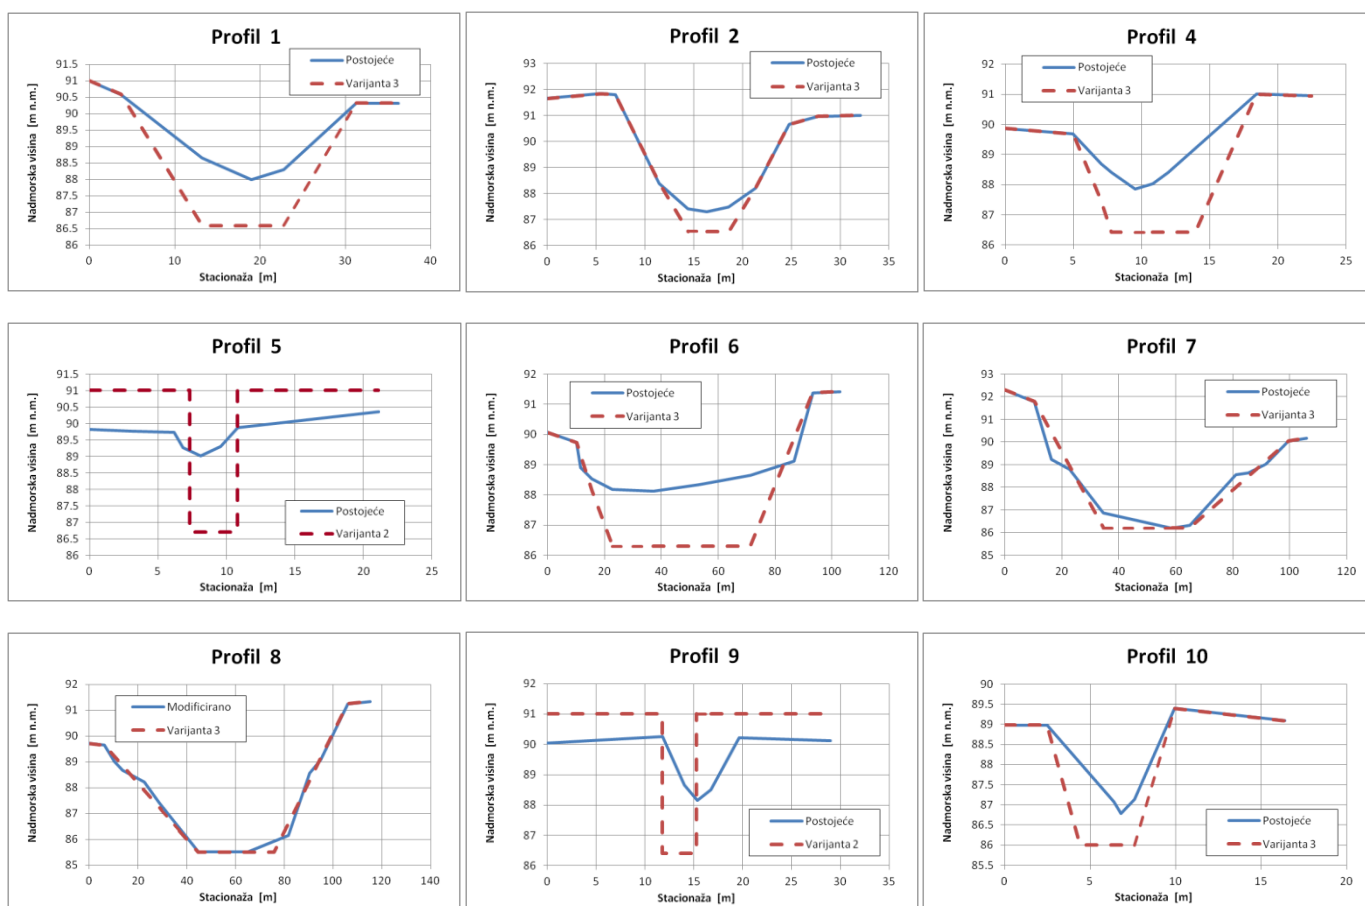 Profil 1
Postojeće
Varijanta 3
Nadmorska visina [m n.m.]
91.5
91
90.5
90
89.5
89
88.5
88
87.5
87
86.5
86
0 10 20 30 40
Stacionaža [m]
Profil 2
Postojeće
Varijanta 3
Nadmorska visina [m n.m.]
93
92
91
90
89
88
87
86
0 5 10 15 20 25 30 35
Stacionaža [m]
Profil 4
Postojeće
Varijanta 3
Nadmorska visina [m n.m.]
92
91
90
89
88
87
86
0 5 10 15 20 25
Stacionaža [m]
Profil 5
Postojeće
Varijanta 2
Nadmorska visina [m n.m.]
91.5
91
90.5
90
89.5
89
88.5
88
87.5
87
86.5
86
0 5 10 15 20 25
Stacionaža [m]
Profil 6
Postojeće
Varijanta 3
Nadmorska visina [m n.m.]
92
91
90
89
88
87
86
0 20 40 60 80 100 120
Stacionaža [m]
Profil 7
Postojeće
Varijanta 3
Nadmorska visina [m n.m.]
93
92
91
90
89
88
87
86
85
0 20 40 60 80 100 120
Stacionaža [m]
Profil 8
Modificirano
Varijanta 3
Nadmorska visina [m n.m.]
92
91
90
89
88
87
86
85
0 20 40 60 80 100 120 140
Stacionaža [m]
Profil 9
Postojeće
Varijanta 2
Nadmorska visina [m n.m.]
92
91
90
89
88
87
86
0 5 10 15 20 25 30 35
Stacionaža [m]
Profil 10
Postojeće
Varijanta 3
Nadmorska visina [m n.m.]
90
89.5
89
88.5
88
87.5
87
86.5
86
85.5
0 5 10 15 20
Stacionaža [m]